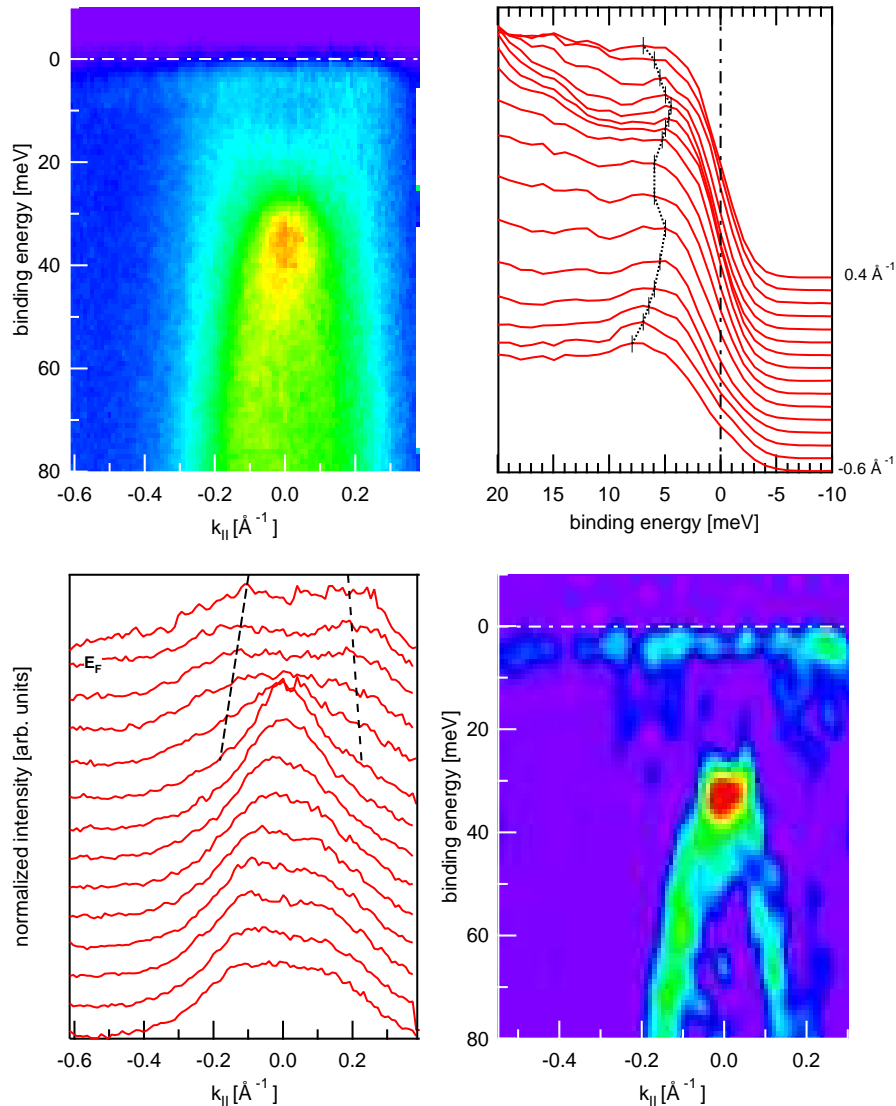 0
20
40
60
80
binding energy [meV]
-0.6 -0.4 -0.2 0.0 0.2
k|| [Å-1]
0.4 Å-1
-0.6 Å-1
20 15 10 5 0 -5 -10
binding energy [meV]
EF
normalized intensity [arb. units]
-0.6 -0.4 -0.2 0.0 0.2
k|| [Å-1]
0
20
40
60
80
binding energy [meV]
-0.4 -0.2 0.0 0.2
k|| [Å-1]